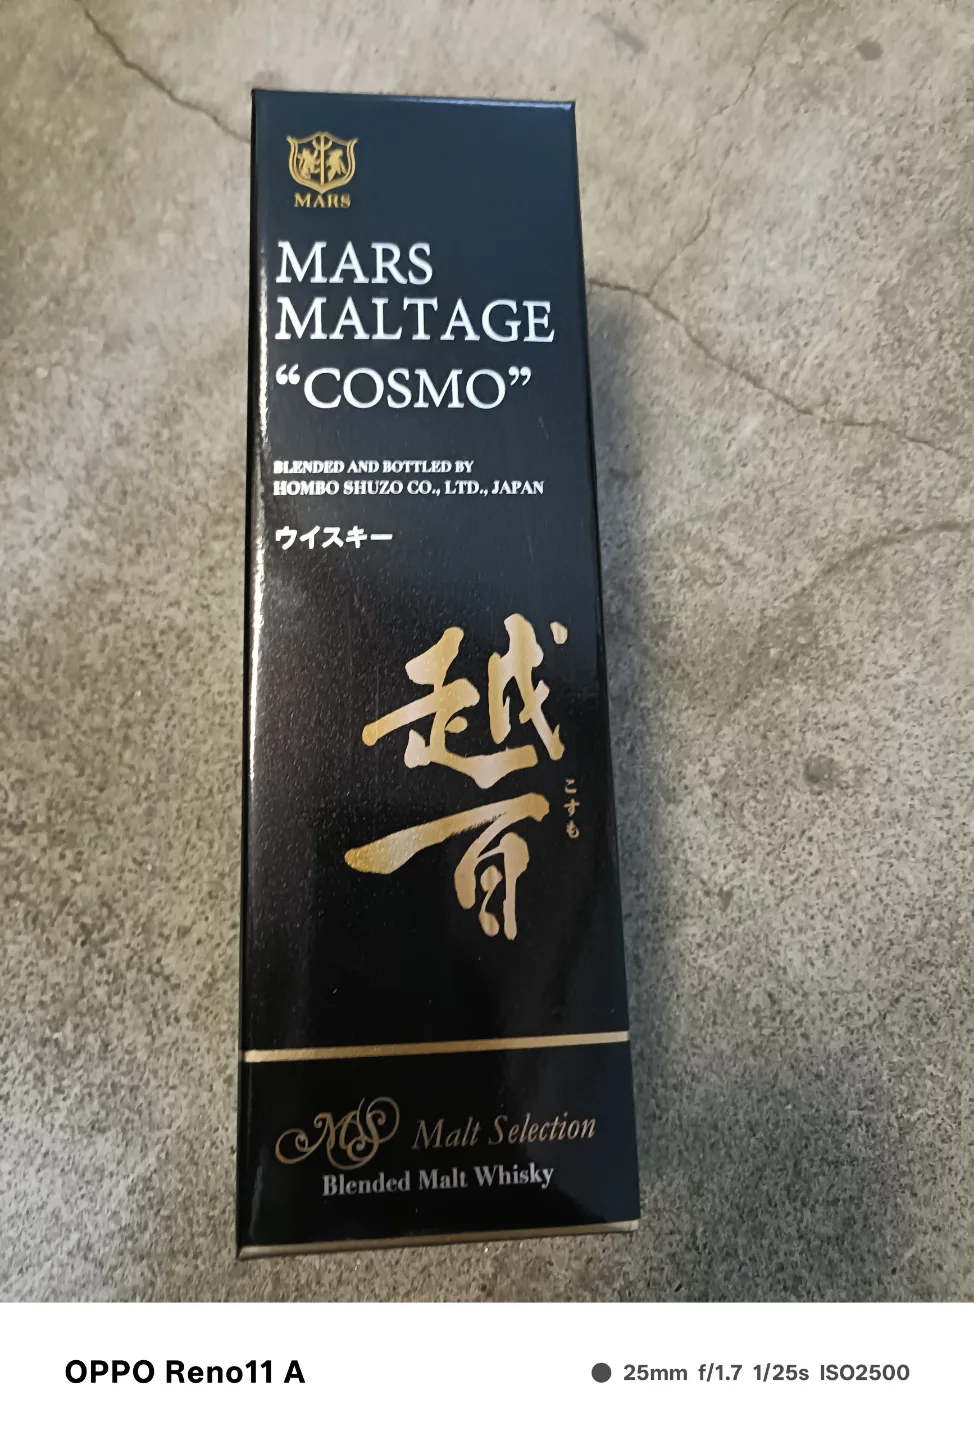 MARS
MARS
MALTAGE
“COSMO”
BLENDED AND BOTTLED BY
HOMBO SHUZO CO., LTD., JAPAN
ウイスキー
越百
こすも
MS Malt Selection
Blended Malt Whisky
OPPO Reno11 A
25mm f/1.7 1/25s ISO2500